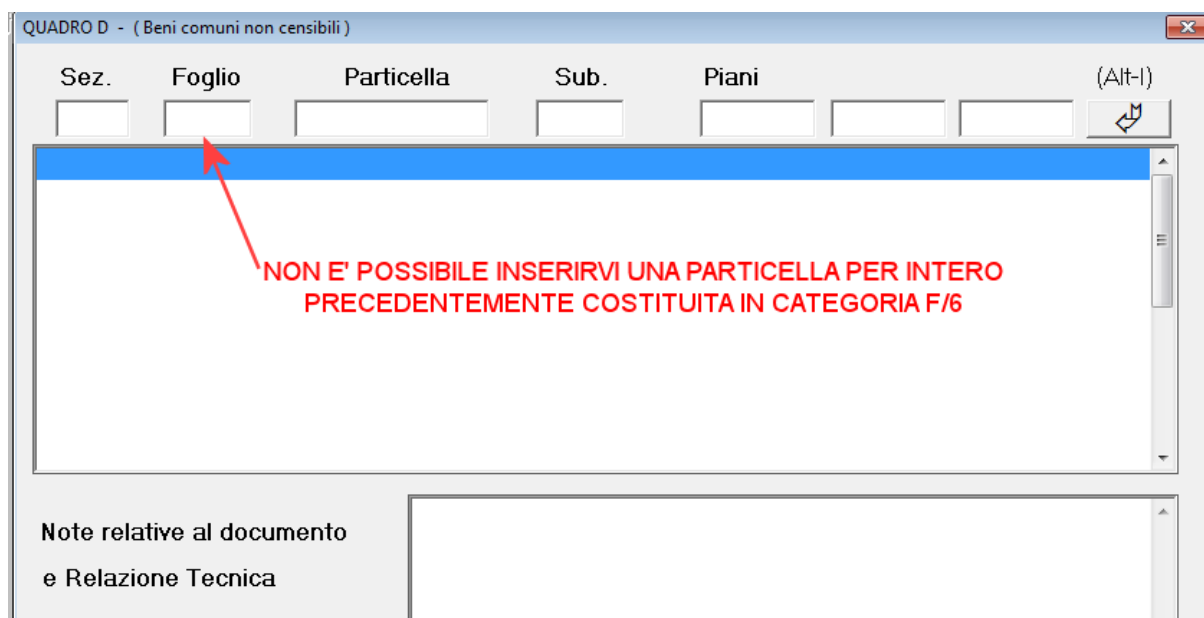 QUADRO D - ( Beni comuni non censibili )
Sez. Foglio Particella Sub. Piani (Alt-I)
NON E' POSSIBILE INSERIRVI UNA PARTICELLA PER INTERO
PRECEDENTEMENTE COSTITUITA IN CATEGORIA F/6
Note relative al documento
e Relazione Tecnica